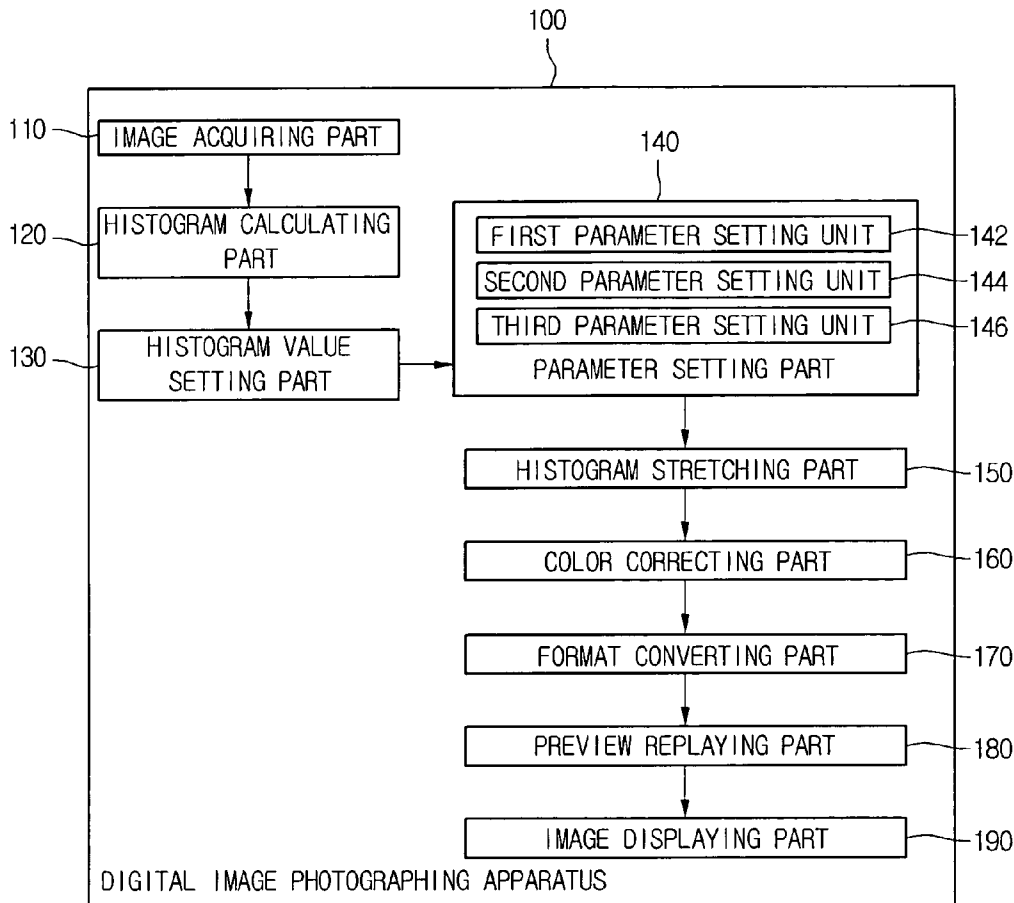 100
110
IMAGE ACQUIRING PART
120
HISTOGRAM CALCULATING
PART
130
HISTOGRAM VALUE
SETTING PART
140
FIRST PARAMETER SETTING UNIT
142
SECOND PARAMETER SETTING UNIT
144
THIRD PARAMETER SETTING UNIT
146
PARAMETER SETTING PART
HISTOGRAM STRETCHING PART
150
COLOR CORRECTING PART
160
FORMAT CONVERTING PART
170
PREVIEW REPLAYING PART
180
IMAGE DISPLAYING PART
190
DIGITAL IMAGE PHOTOGRAPHING APPARATUS